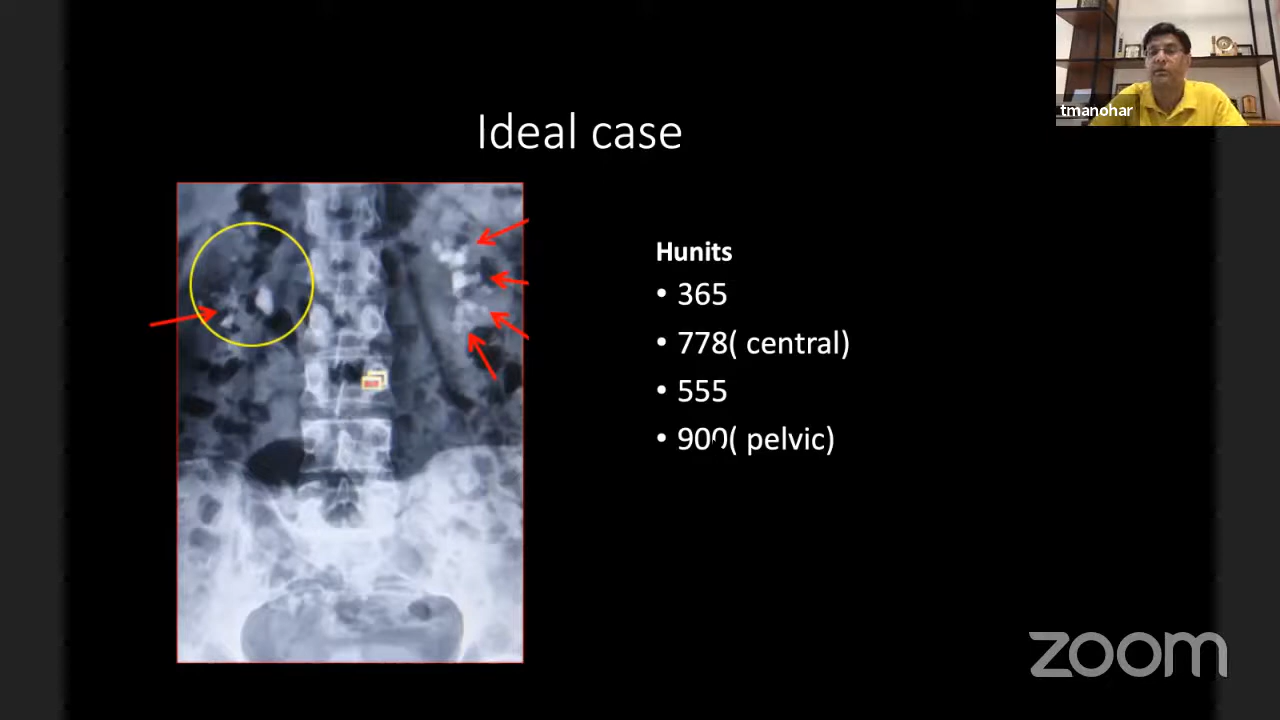 tmanohar
Ideal case
Hunits
• 365
• 778( central)
• 555
• 900( pelvic)
zoom